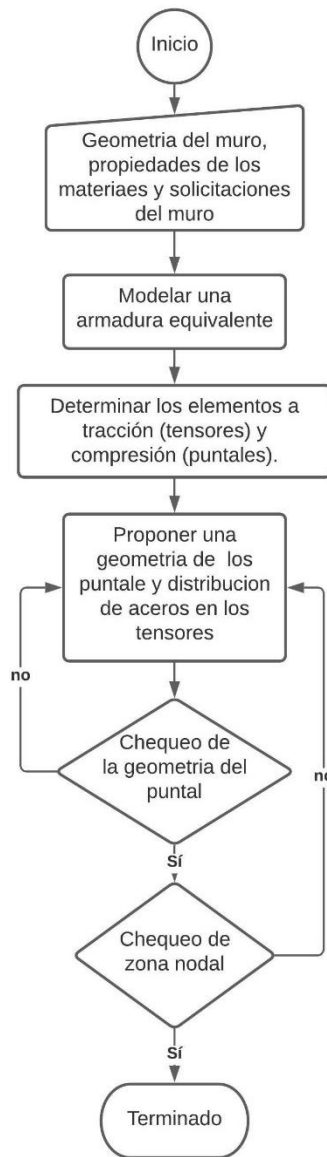 Inicio
Geometria del muro,
propiedades de los
materiaes y solicitaciones
del muro
Modelar una
armadura equivalente
Determinar los elementos a
tracción (tensores) y
compresión (puntales).
Proponer una
geometria de los
puntale y distribucion
de aceros en los
tensores
no
no
Chequeo de
la geometria del
puntal
Sí
Chequeo de
zona nodal
Sí
Terminado